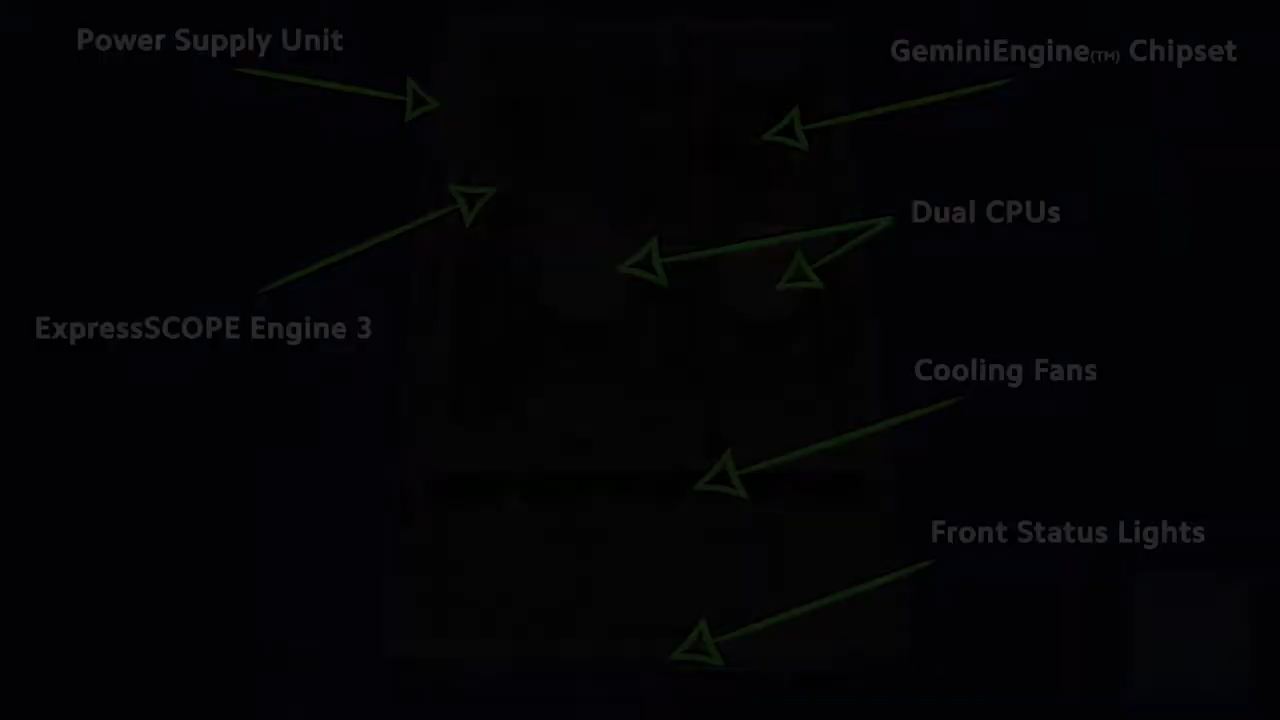 Power Supply Unit
GeminiEngine(TM) Chipset
Dual CPUs
ExpressSCOPE Engine 3
Cooling Fans
Front Status Lights